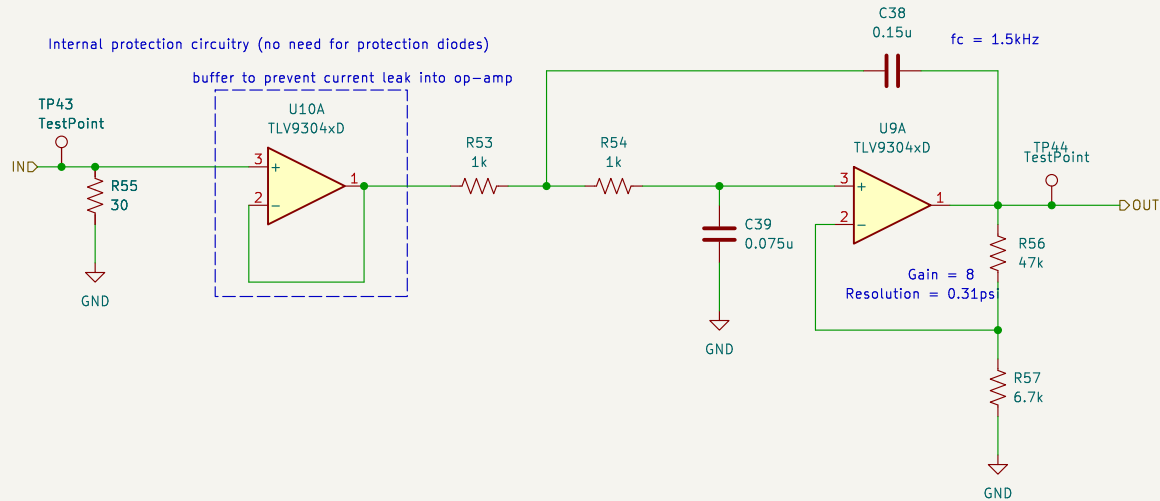 Internal protection circuitry (no need for protection diodes)
buffer to prevent current leak into op-amp
C38
0.15u
fc = 1.5kHz
TP43
TestPoint
U10A
TLV9304xD
R53
1k
R54
1k
U9A
TLV9304xD
TP44
TestPoint
IN
3
+
2
−
1
R55
30
GND
C39
0.075u
GND
3
+
2
−
1
OUT
R56
47k
Gain = 8
Resolution = 0.31psi
R57
6.7k
GND